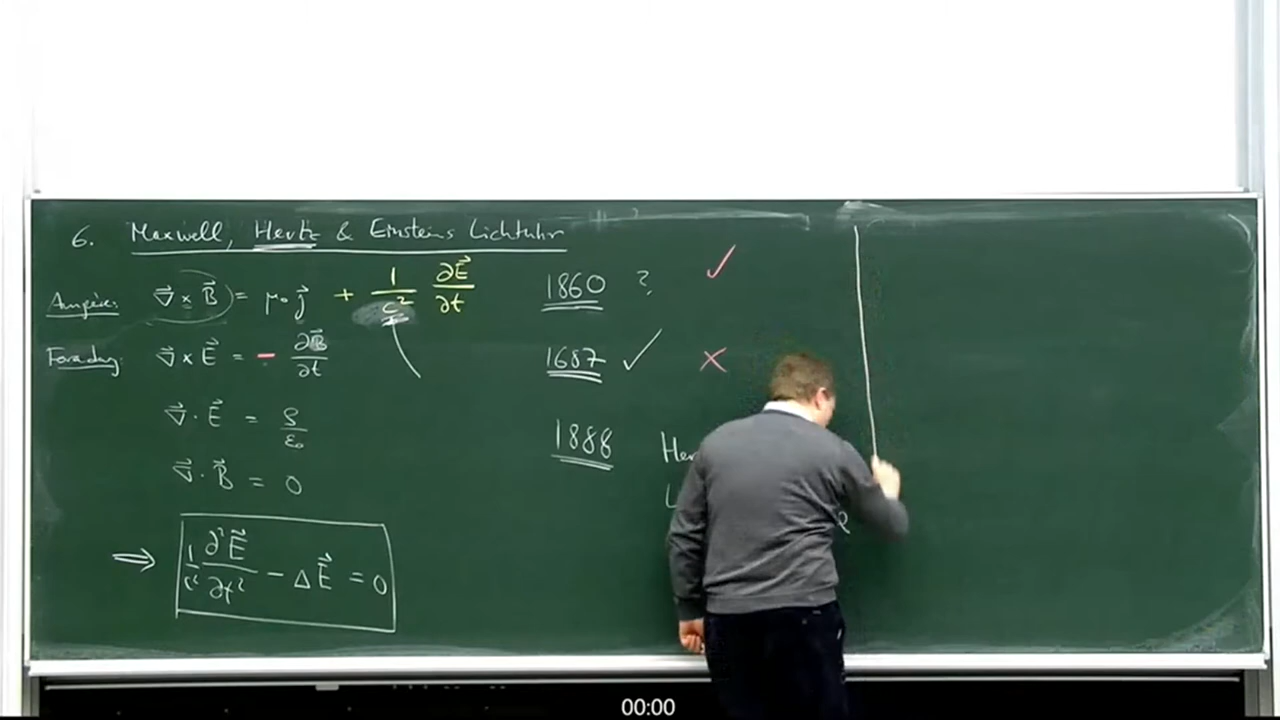 6. Maxwell, Hertz & Einsteins Lichtuhr
Ampère: ∇⃗ × B⃗ = μ₀ j⃗ + 1/c² ∂E⃗/∂t
1860 ? ✓
Faraday: ∇⃗ × E⃗ = − ∂B⃗/∂t
1687 ✓ ×
∇⃗ · E⃗ = ρ/ε₀
1888 Her
∇⃗ · B⃗ = 0
⇒ 1/c² ∂²E⃗/∂t² − ΔE⃗ = 0
00:00